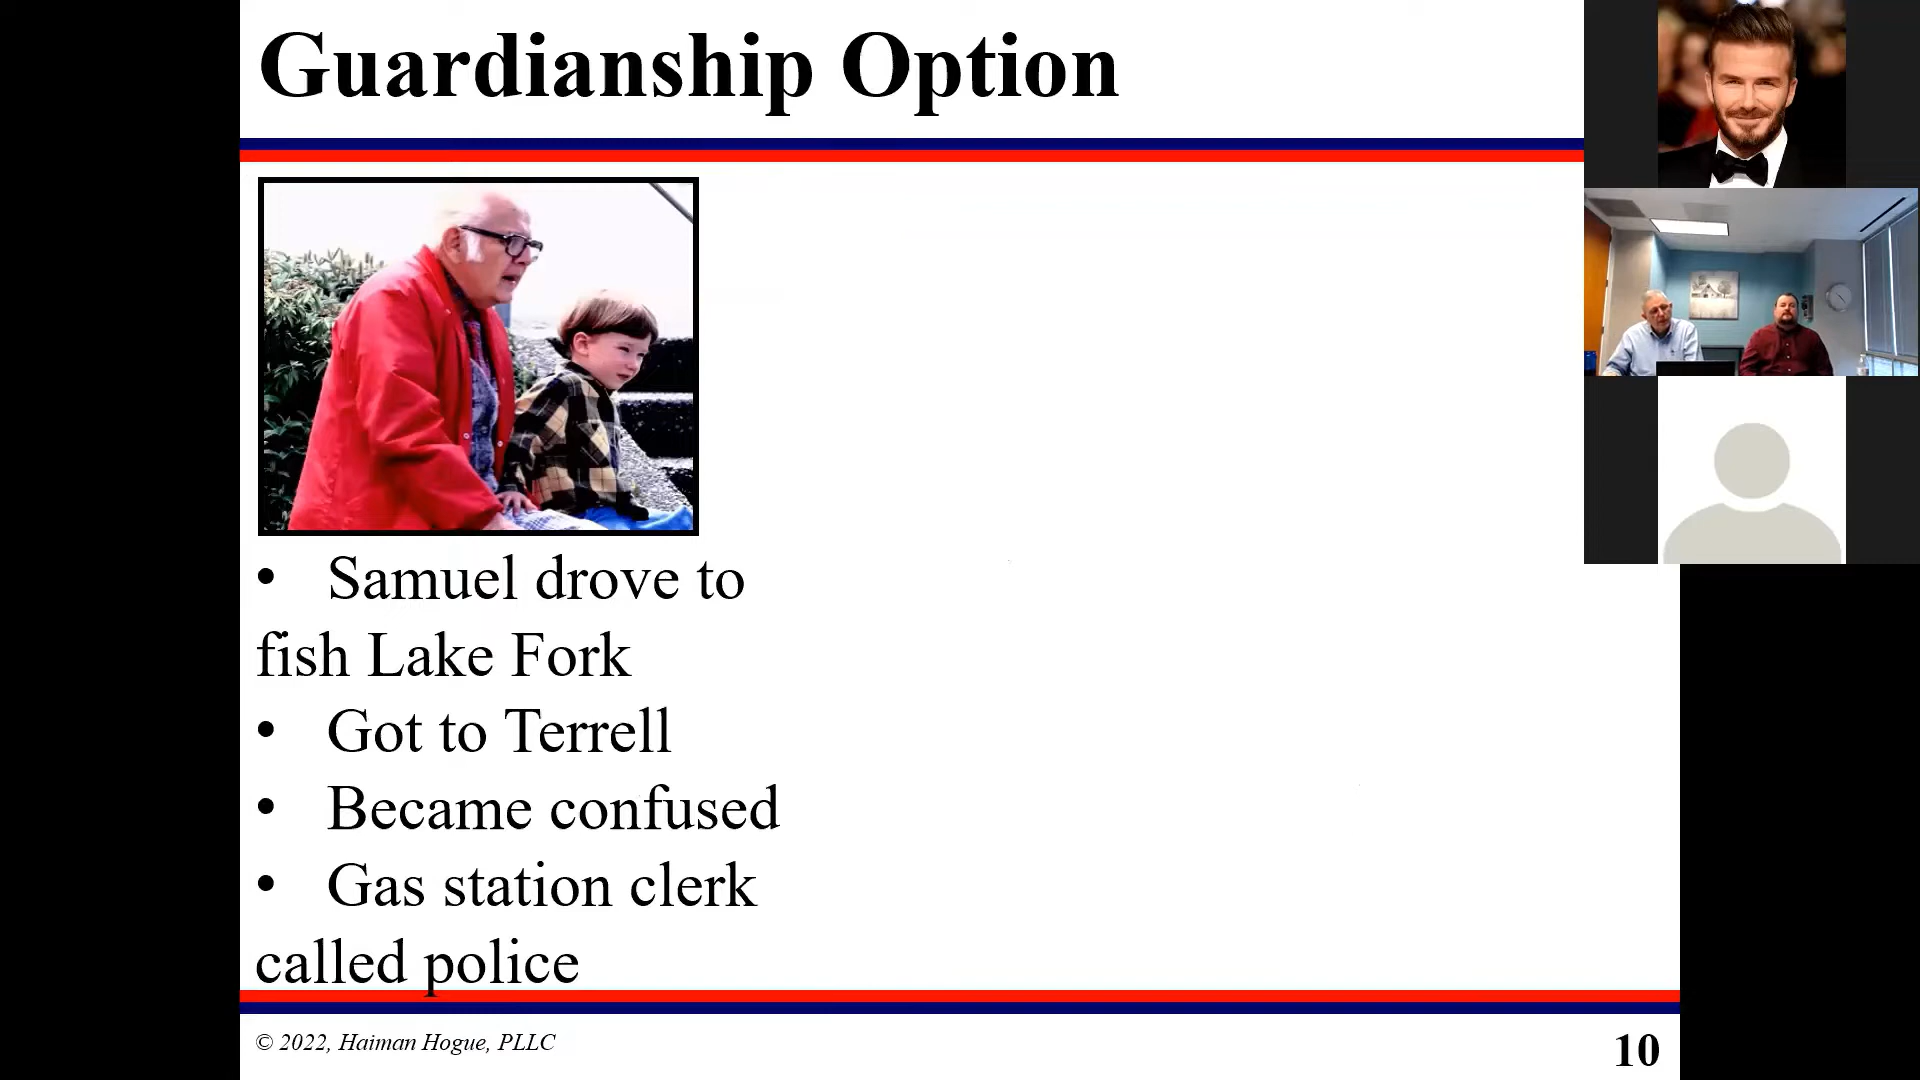 Guardianship Option
• Samuel drove to
fish Lake Fork
• Got to Terrell
• Became confused
• Gas station clerk
called police
© 2022, Haiman Hogue, PLLC
10